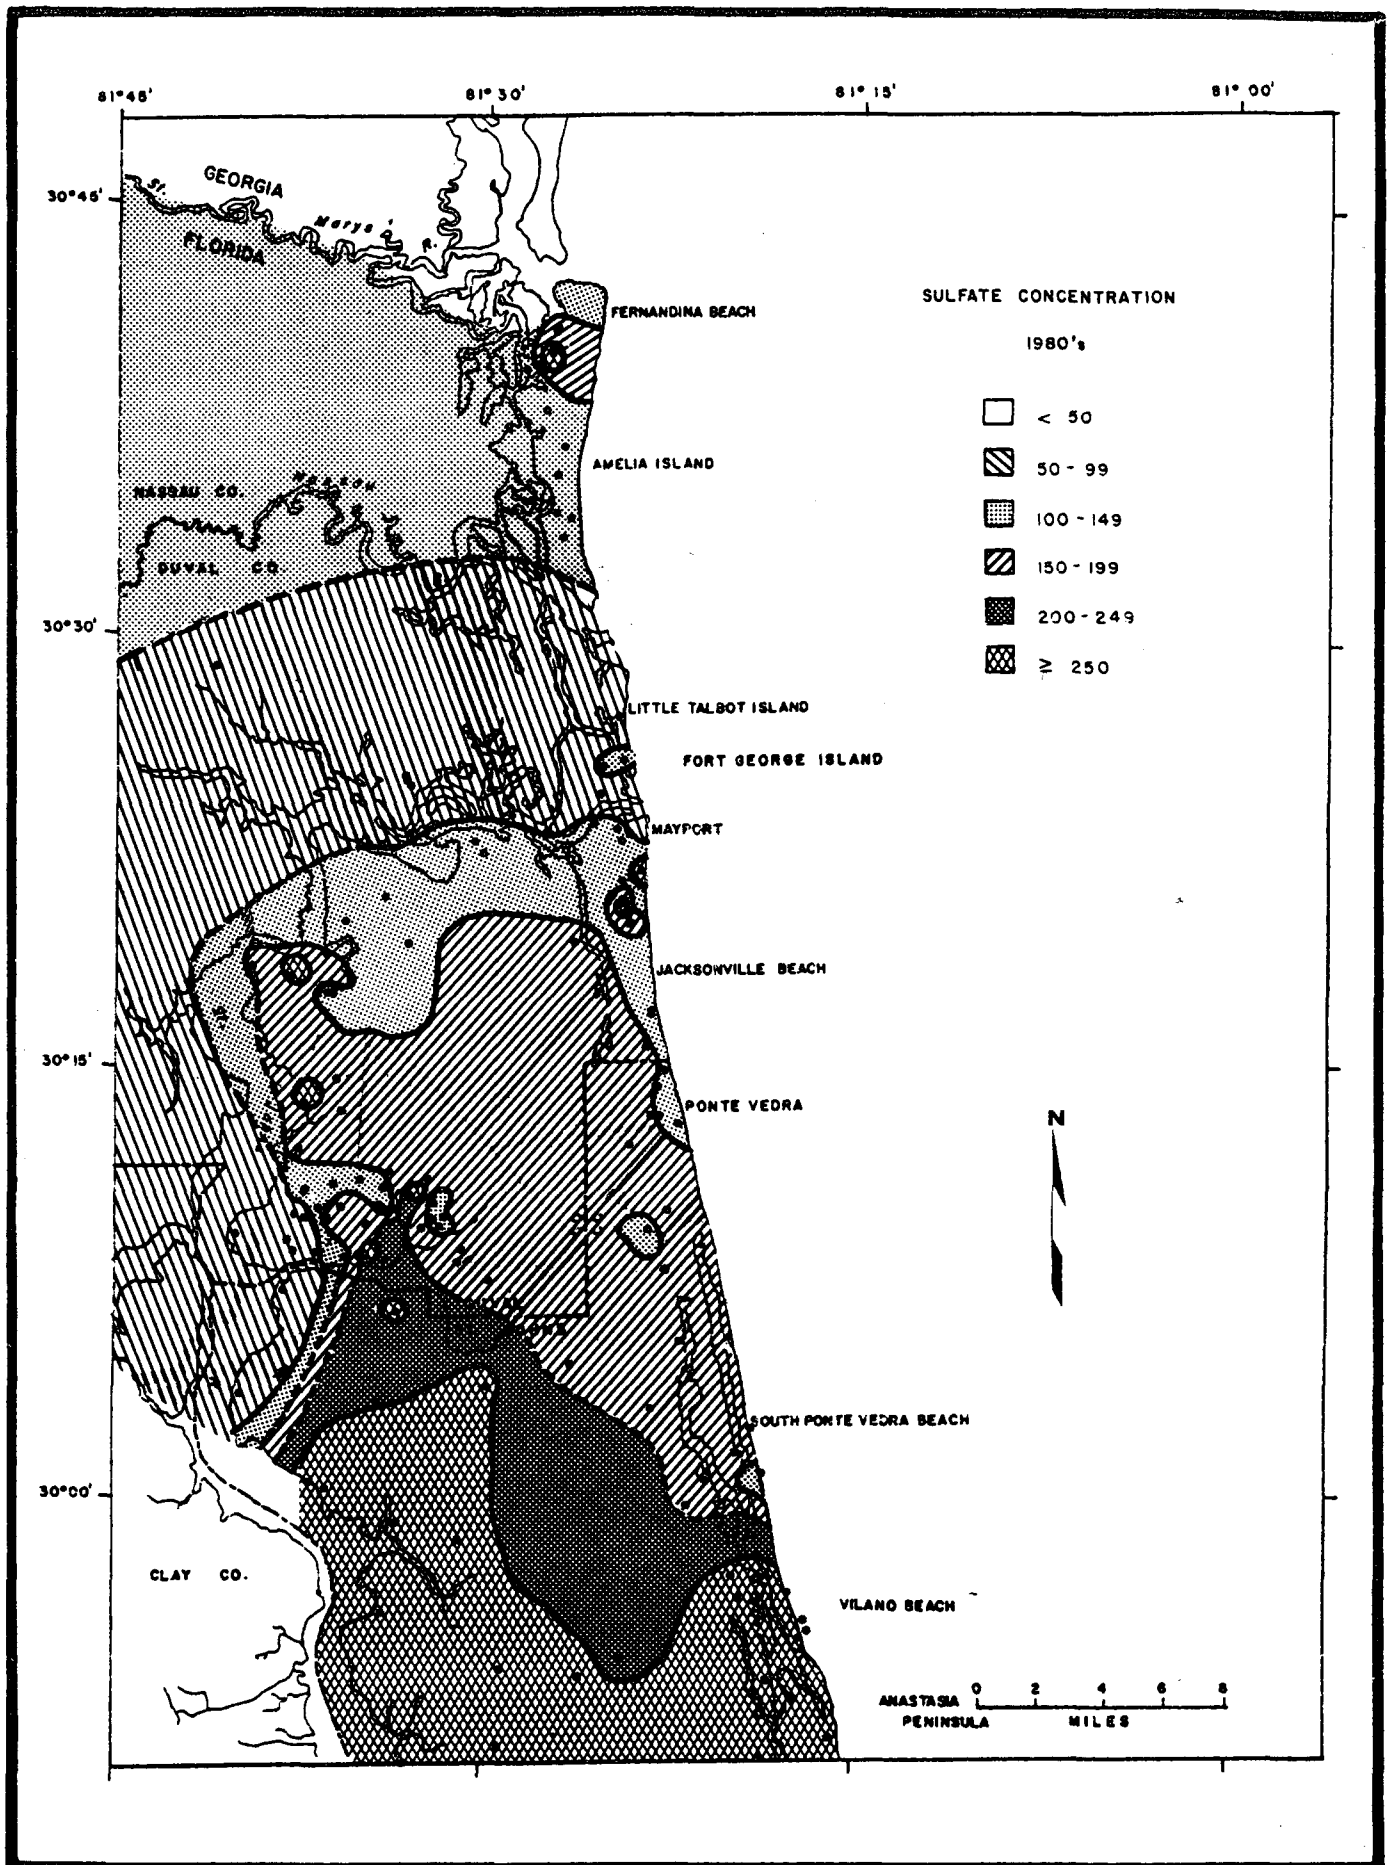 81°45'
81°30'
81°15'
81°00'
30°45'
St.
GEORGIA
Marys'
R.
FLORIDA
FERNANDINA BEACH
SULFATE CONCENTRATION
1980's
< 50
50 - 99
100 - 149
150 - 199
200 - 249
≥ 250
AMELIA ISLAND
NASSAU CO.
NASSAU
DUVAL CO.
30°30'
LITTLE TALBOT ISLAND
FORT GEORGE ISLAND
MAYPORT
JACKSONVILLE BEACH
30°15'
PONTE VEDRA
N
SOUTH PONTE VEDRA BEACH
30°00'
CLAY CO.
VILANO BEACH
ANASTASIA
PENINSULA
0 2 4 6 8
MILES